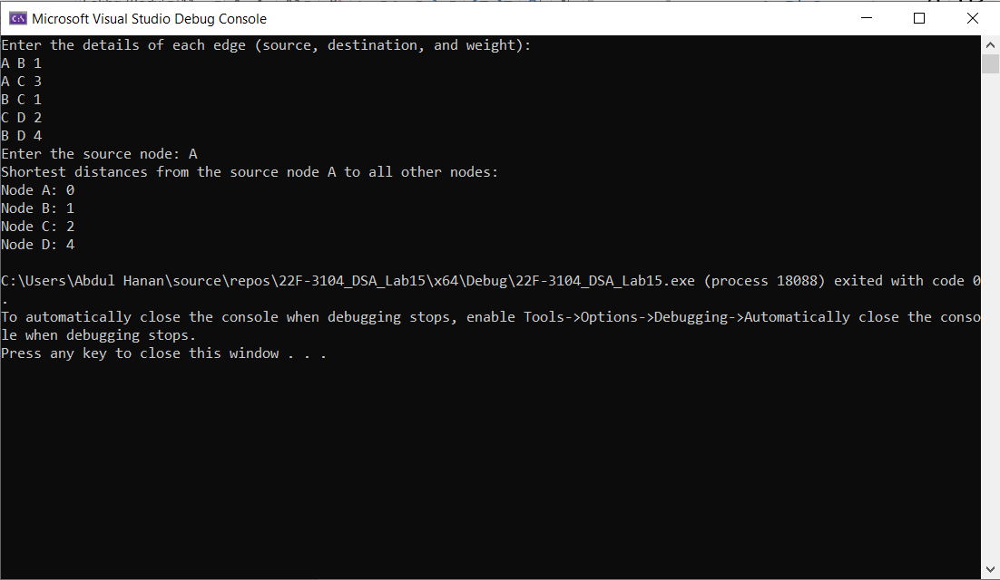 Microsoft Visual Studio Debug Console
Enter the details of each edge (source, destination, and weight):
A B 1
A C 3
B C 1
C D 2
B D 4
Enter the source node: A
Shortest distances from the source node A to all other nodes:
Node A: 0
Node B: 1
Node C: 2
Node D: 4
C:\Users\Abdul Hanan\source\repos\22F-3104_DSA_Lab15\x64\Debug\22F-3104_DSA_Lab15.exe (process 18088) exited with code 0
.
To automatically close the console when debugging stops, enable Tools->Options->Debugging->Automatically close the conso
le when debugging stops.
Press any key to close this window . . .